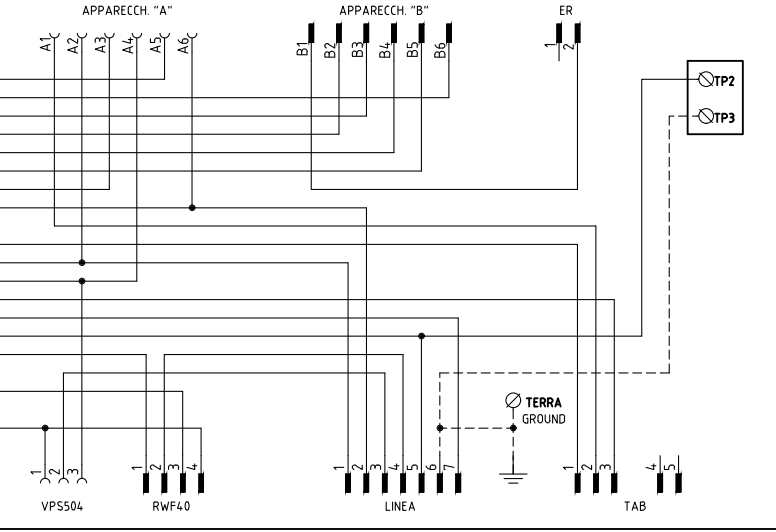 APPARECCH. "A"
APPARECCH. "B"
ER
A1 A2 A3 A4 A5 A6
B1 B2 B3 B4 B5 B6
1 2
TP2
TP3
TERRA
GROUND
1 2 3
1 2 3 4
1 2 3 4 5 6 7
1 2 3 4 5
VPS504
RWF40
LINEA
TAB